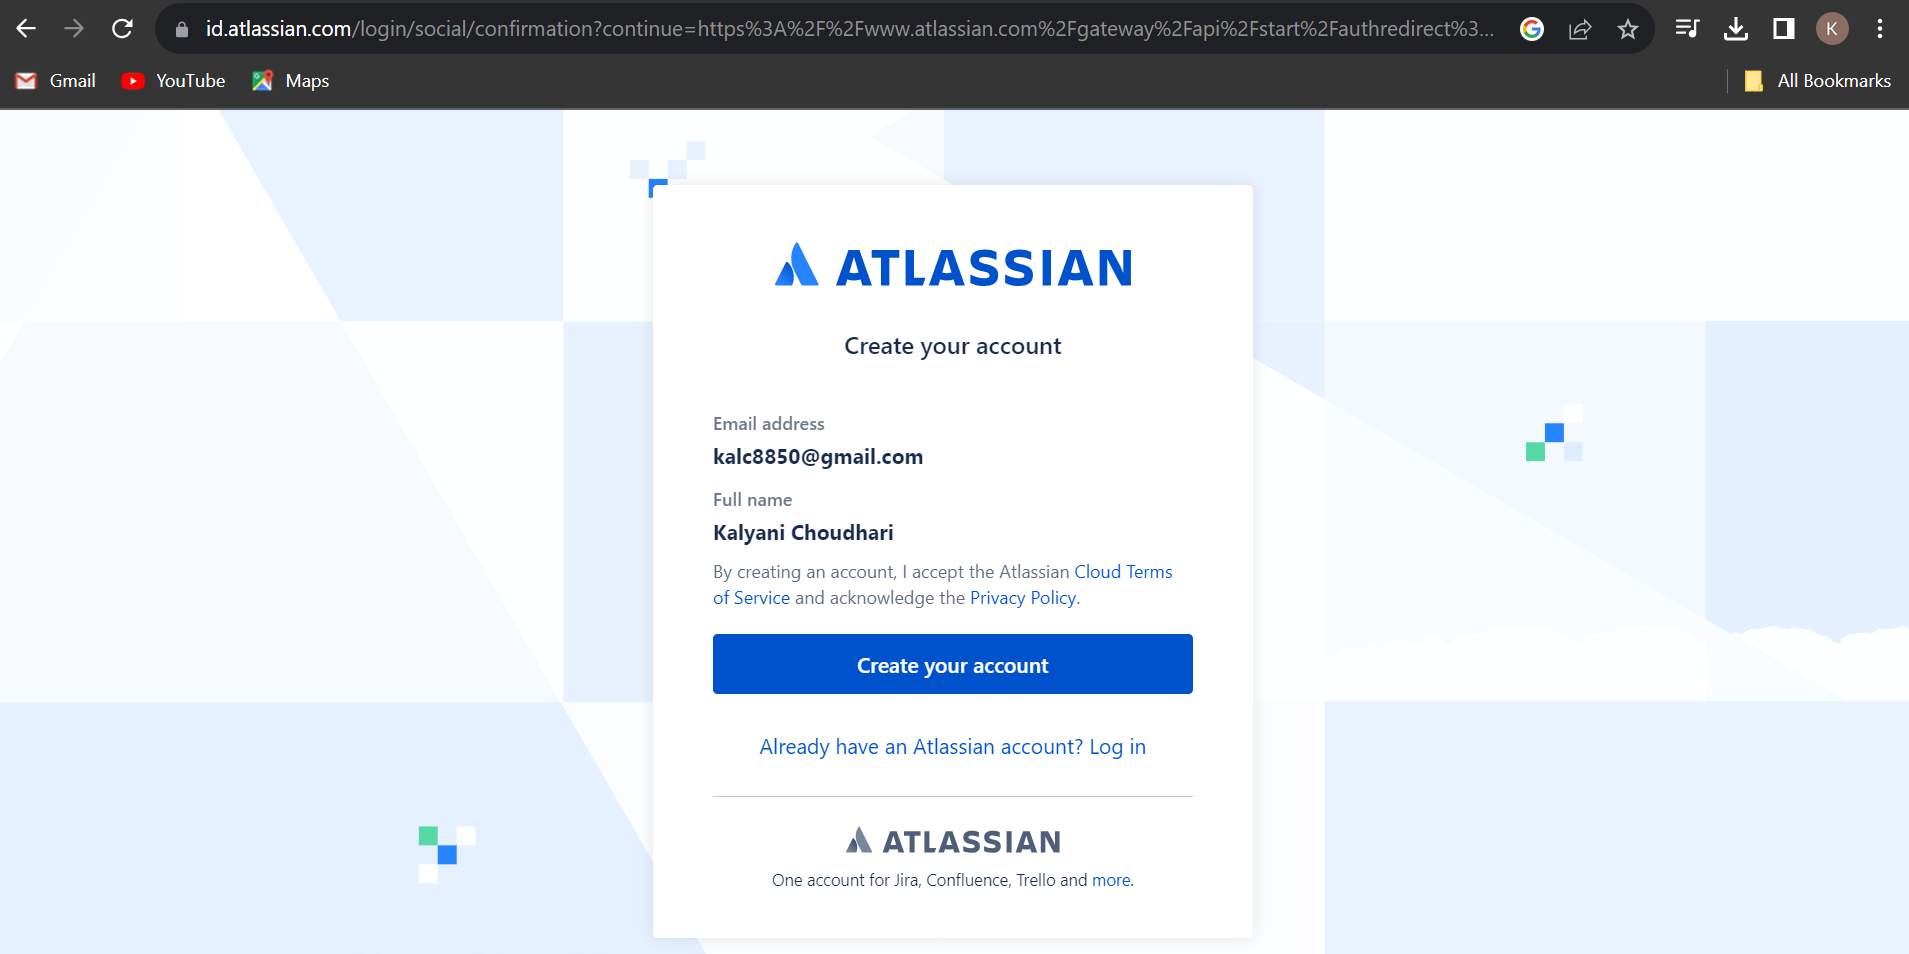 id.atlassian.com/login/social/confirmation?continue=https%3A%2F%2Fwww.atlassian.com%2Fgateway%2Fapi%2Fstart%2Fauthredirect%3...
K
Gmail
YouTube
Maps
All Bookmarks
ATLASSIAN
Create your account
Email address
kalc8850@gmail.com
Full name
Kalyani Choudhari
By creating an account, I accept the Atlassian Cloud Terms
of Service and acknowledge the Privacy Policy.
Create your account
Already have an Atlassian account? Log in
ATLASSIAN
One account for Jira, Confluence, Trello and more.